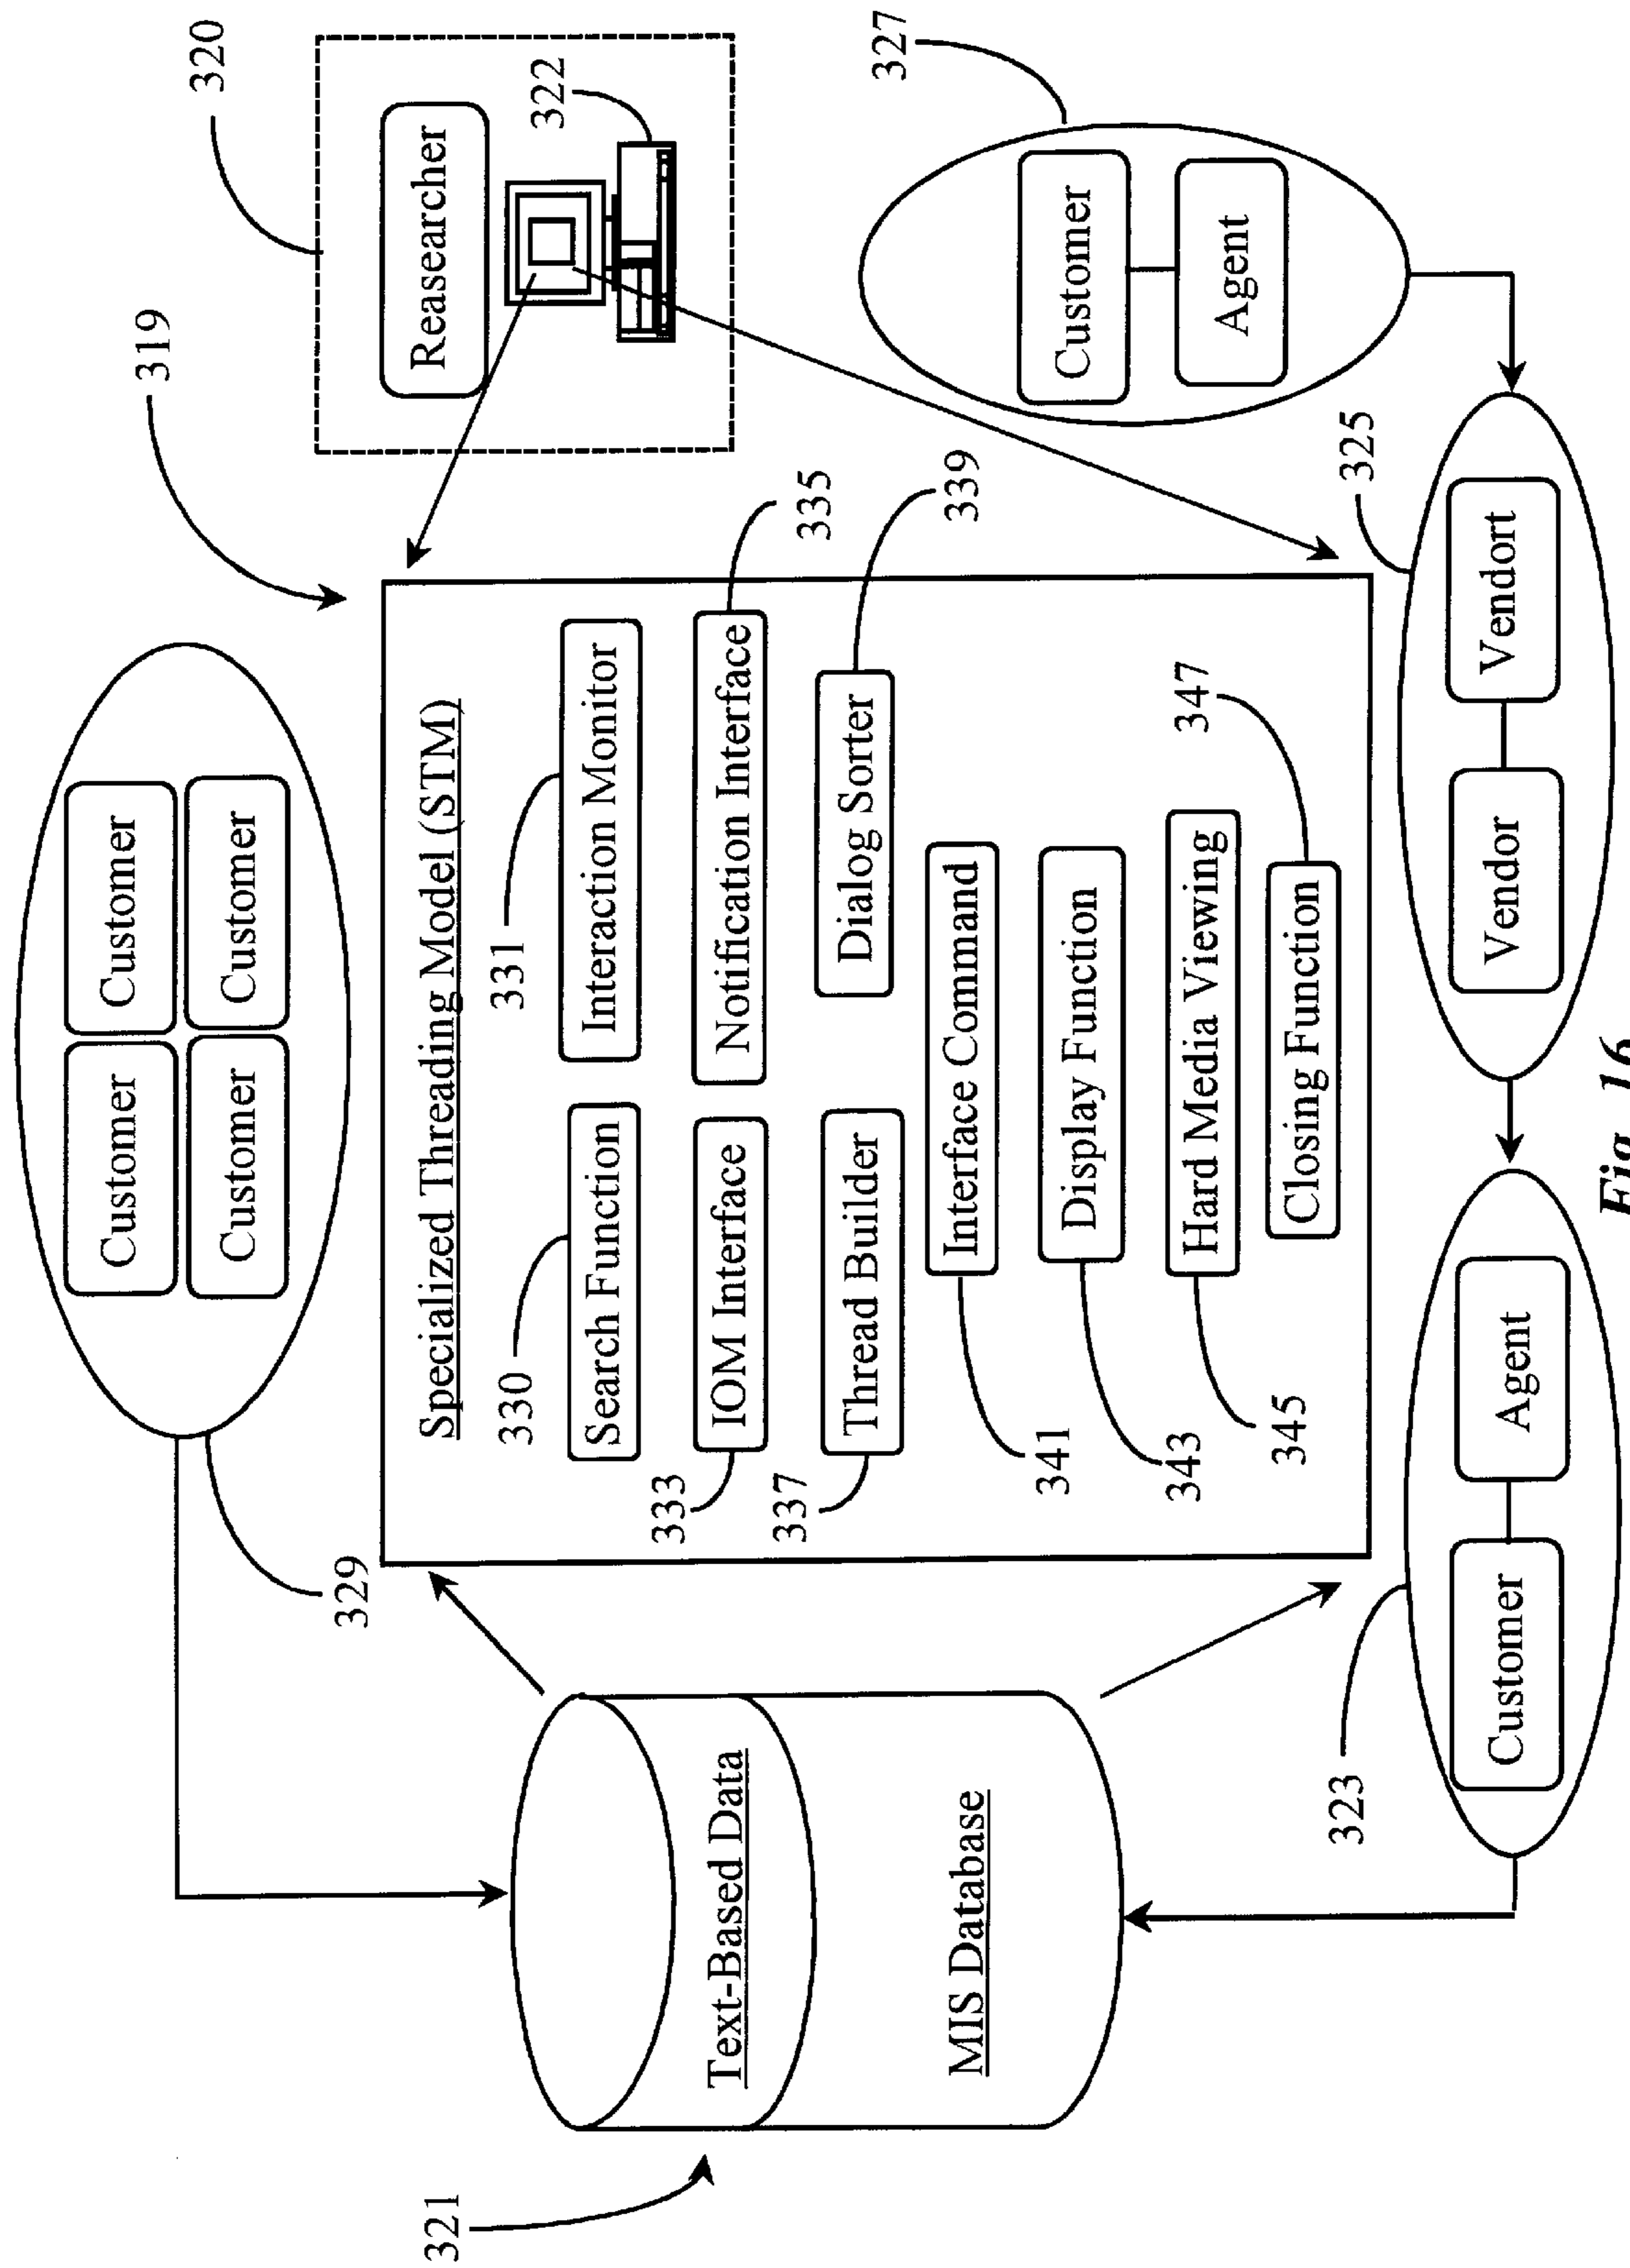 320
319
Customer
Customer
Customer
Customer
329
Reasearcher
322
Specialized Threading Model (STM)
330
331
Search Function
Interaction Monitor
333
335
IOM Interface
Notification Interface
337
339
Thread Builder
Dialog Sorter
Interface Command
341
Display Function
343
Hard Media Viewing
345
347
Closing Function
321
Text-Based Data
MIS Database
327
Customer
Agent
323
325
Customer
Agent
Vendor
Vendort
Fig. 16